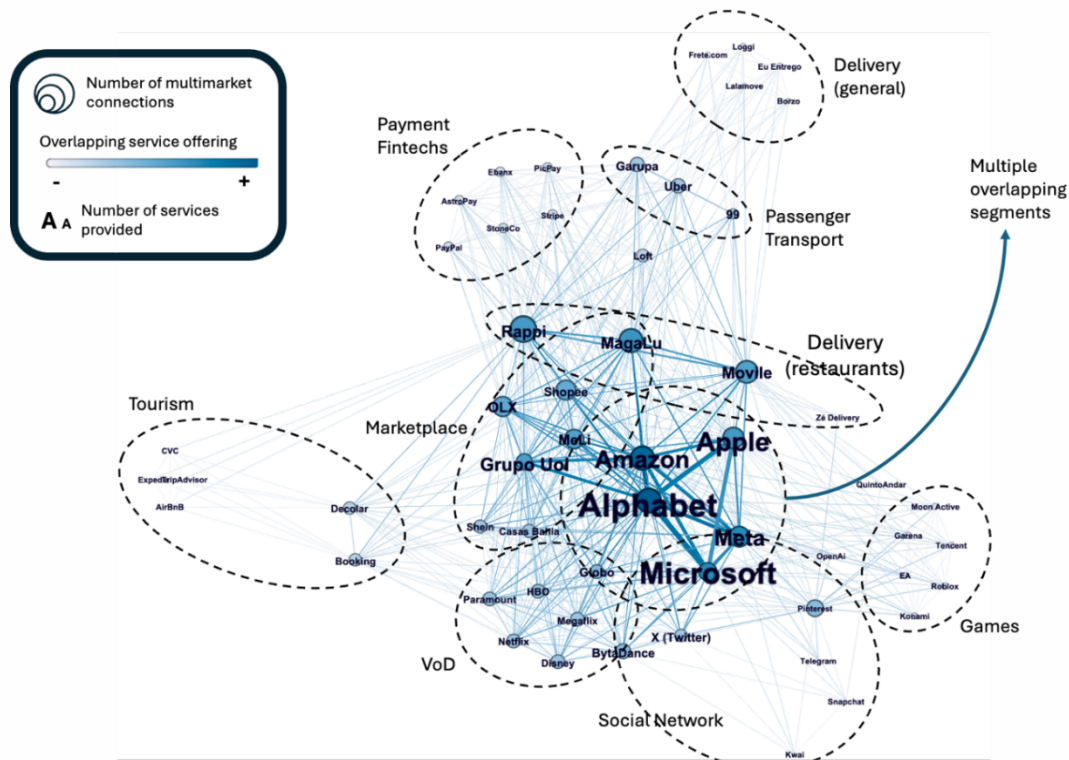 Number of multimarket
connections
Overlapping service offering
-
+
A A
Number of services
provided
Delivery
(general)
Frete.com
Loggi
Eu Entrego
Lalamove
Borzo
Payment
Fintechs
Ebanx
PicPay
AstroPay
Stripe
StoneCo
PayPal
Garupa
Uber
99
Loft
Passenger
Transport
Multiple
overlapping
segments
Rappi
MagaLu
Movile
Delivery
(restaurants)
Zé Delivery
Shopee
OLX
Marketplace
MeLi
Grupo Uol
Shein
Casas Bahia
Amazon
Apple
Alphabet
Meta
Microsoft
Tourism
CVC
Expedia
TripAdvisor
AirBnB
Decolar
Booking
QuintoAndar
Moon Active
Garena
Tencent
OpenAi
EA
Roblox
Konami
Games
Globo
HBO
Paramount
Megaflix
Netflix
Disney
VoD
BytaDance
X (Twitter)
Pinterest
Telegram
Snapchat
Kwai
Social Network